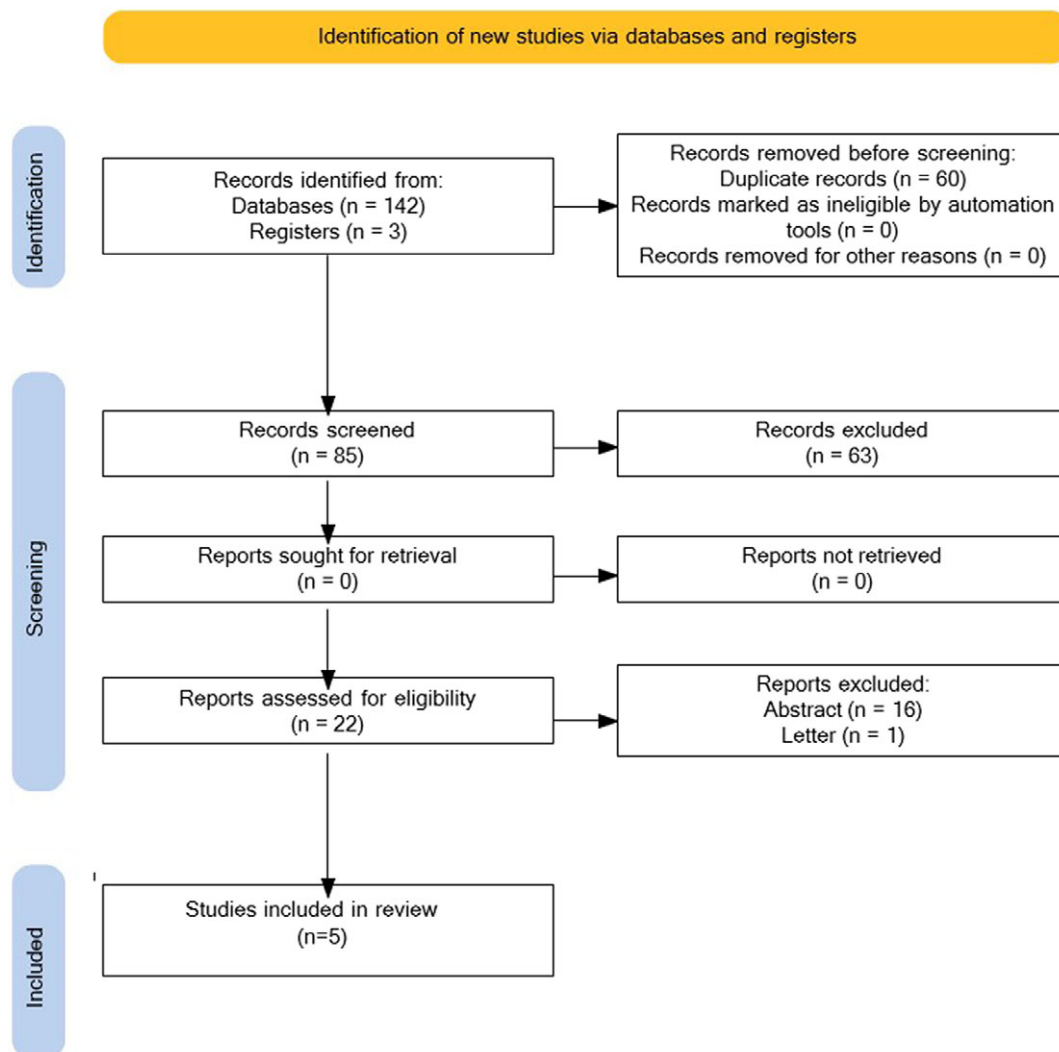 Identification of new studies via databases and registers
Identification
Records identified from:
Databases (n = 142)
Registers (n = 3)
Records removed before screening:
Duplicate records (n = 60)
Records marked as ineligible by automation
tools (n = 0)
Records removed for other reasons (n = 0)
Screening
Records screened
(n = 85)
Records excluded
(n = 63)
Reports sought for retrieval
(n = 0)
Reports not retrieved
(n = 0)
Reports assessed for eligibility
(n = 22)
Reports excluded:
Abstract (n = 16)
Letter (n = 1)
Included
Studies included in review
(n=5)